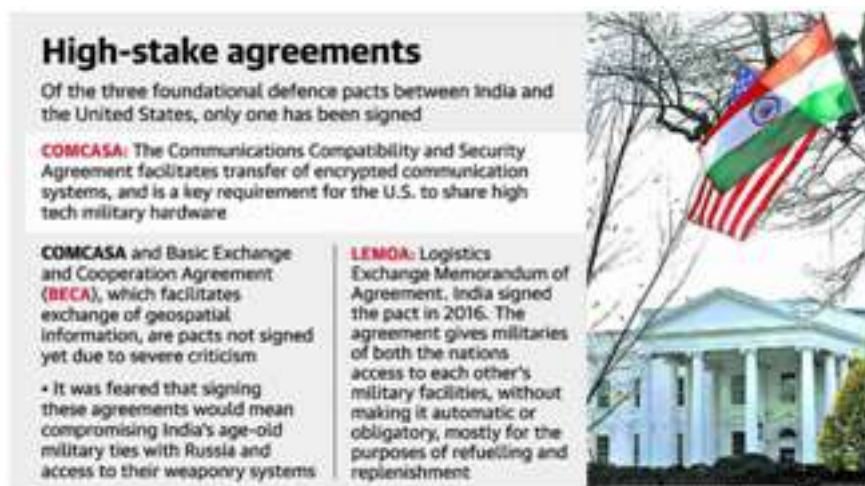 High-stake agreements
Of the three foundational defence pacts between India and
the United States, only one has been signed
COMCASA: The Communications Compatibility and Security
Agreement facilitates transfer of encrypted communication
systems, and is a key requirement for the U.S. to share high
tech military hardware
COMCASA and Basic Exchange
and Cooperation Agreement
(BECA), which facilitates
exchange of geospatial
information, are pacts not signed
yet due to severe criticism
• It was feared that signing
these agreements would mean
compromising India's age-old
military ties with Russia and
access to their weaponry systems
LEMOA: Logistics
Exchange Memorandum of
Agreement. India signed
the pact in 2016. The
agreement gives militaries
of both the nations
access to each other's
military facilities, without
making it automatic or
obligatory, mostly for the
purposes of refuelling and
replenishment